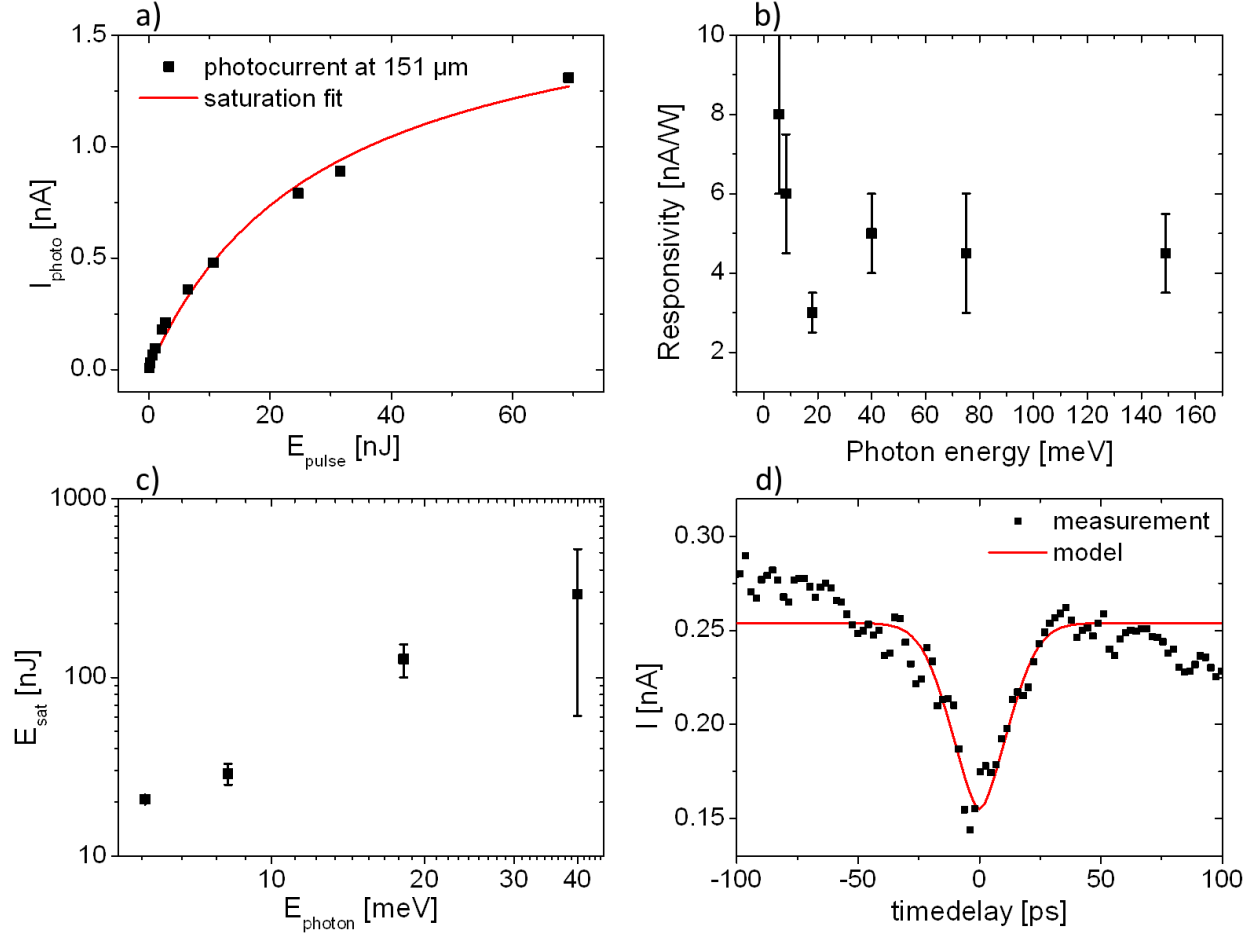 a)
1.5
1.0
0.5
0.0
I_photo [nA]
photocurrent at 151 µm
saturation fit
0 20 40 60
E_pulse [nJ]
b)
10
8
6
4
2
Responsivity [nA/W]
0 20 40 60 80 100 120 140 160
Photon energy [meV]
c)
1000
100
10
E_sat [nJ]
10 20 30 40
E_photon [meV]
d)
0.30
0.25
0.20
0.15
I [nA]
measurement
model
-100 -50 0 50 100
timedelay [ps]